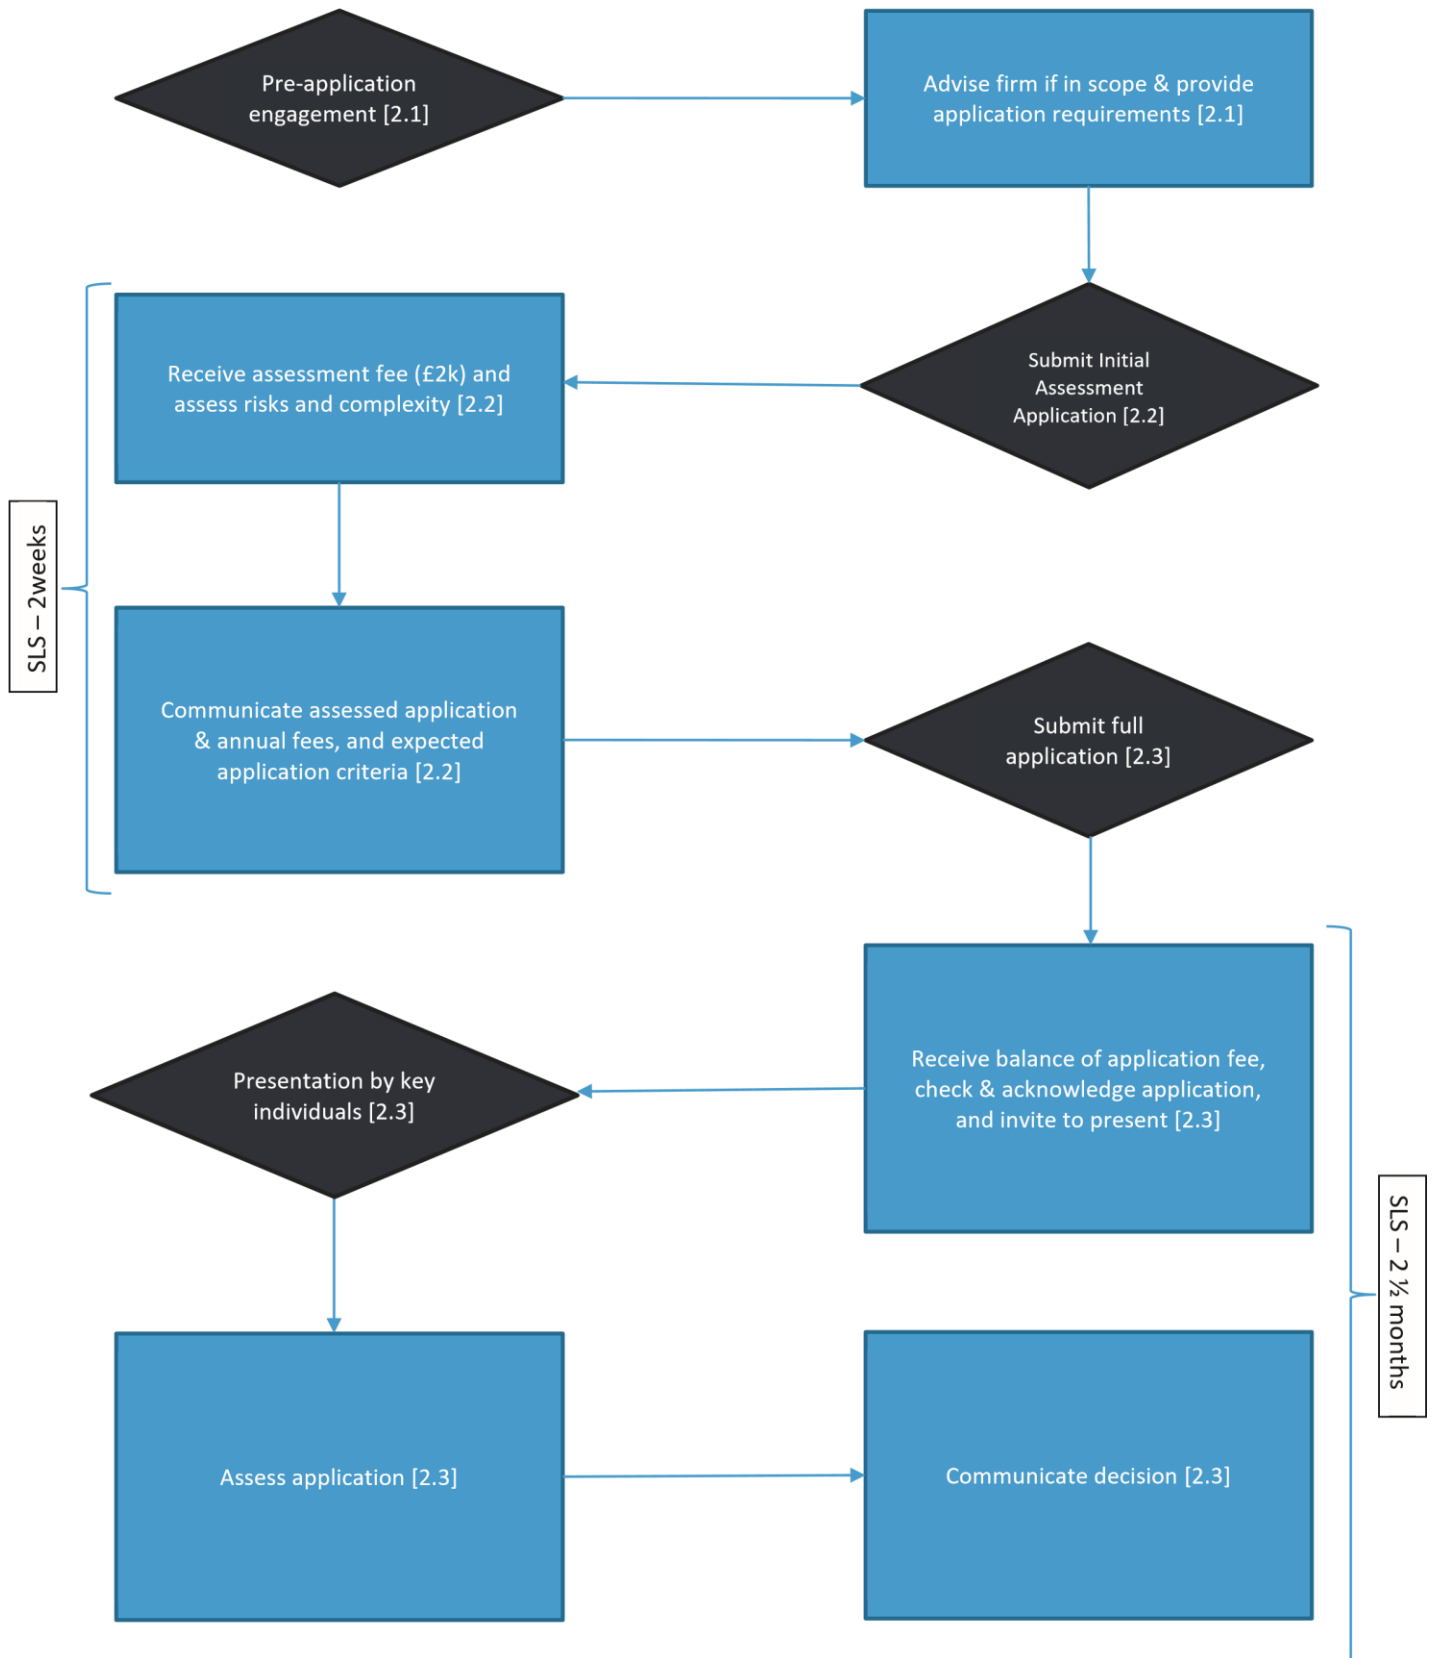 Pre-application
engagement [2.1]
Advise firm if in scope & provide
application requirements [2.1]
Submit Initial
Assessment
Application [2.2]
Receive assessment fee (£2k) and
assess risks and complexity [2.2]
SLS – 2weeks
Communicate assessed application
& annual fees, and expected
application criteria [2.2]
Submit full
application [2.3]
Receive balance of application fee,
check & acknowledge application,
and invite to present [2.3]
Presentation by key
individuals [2.3]
SLS – 2 ½ months
Assess application [2.3]
Communicate decision [2.3]